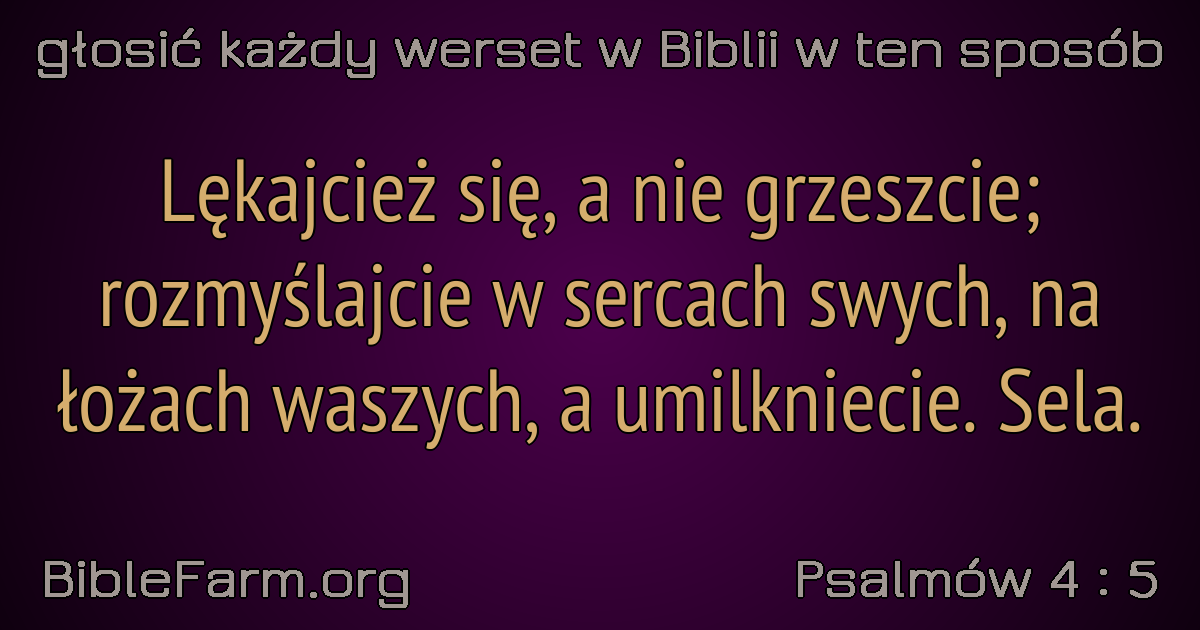 głosić każdy werset w Biblii w ten sposób
Lękajcież się, a nie grzeszcie;
rozmyślajcie w sercach swych, na
łożach waszych, a umilkniecie. Sela.
BibleFarm.org
Psalmów 4 : 5